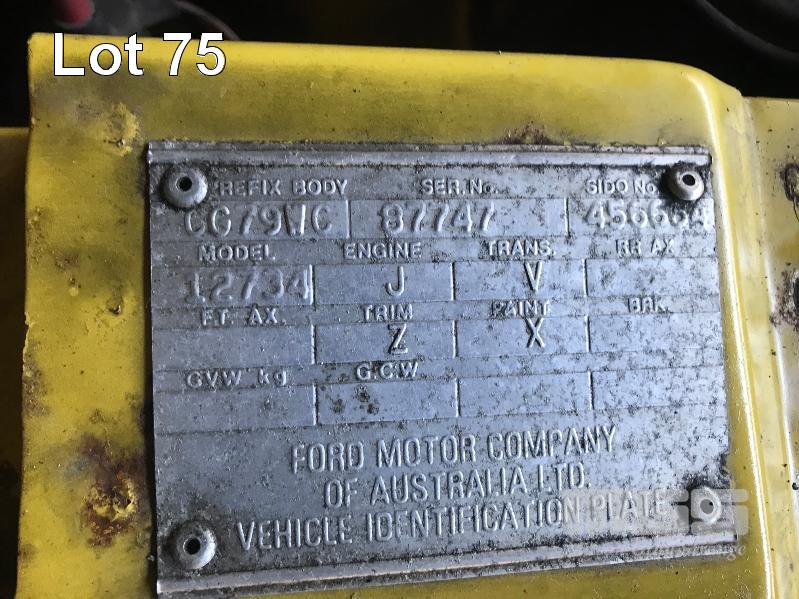 Lot 75
PREFIX BODY SER.No. SIDO No.
CG79WC 87747 456664
MODEL ENGINE TRANS. RR AX
12734 J V
FT. AX. TRIM PAINT BRK.
Z X
GVW kg G.C.W
FORD MOTOR COMPANY
OF AUSTRALIA LTD.
VEHICLE IDENTIFICATION PLATE